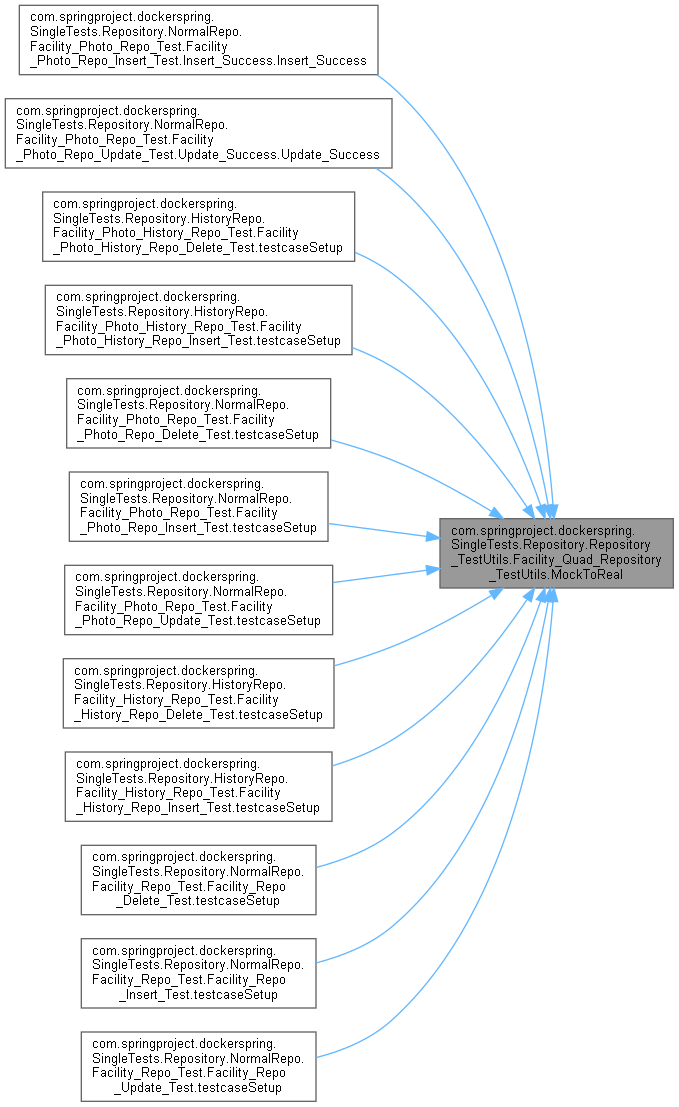 com.springproject.dockerspring.
SingleTests.Repository.NormalRepo.
Facility_Photo_Repo_Test.Facility
_Photo_Repo_Insert_Test.Insert_Success.Insert_Success
com.springproject.dockerspring.
SingleTests.Repository.NormalRepo.
Facility_Photo_Repo_Test.Facility
_Photo_Repo_Update_Test.Update_Success.Update_Success
com.springproject.dockerspring.
SingleTests.Repository.HistoryRepo.
Facility_Photo_History_Repo_Test.Facility
_Photo_History_Repo_Delete_Test.testcaseSetup
com.springproject.dockerspring.
SingleTests.Repository.HistoryRepo.
Facility_Photo_History_Repo_Test.Facility
_Photo_History_Repo_Insert_Test.testcaseSetup
com.springproject.dockerspring.
SingleTests.Repository.NormalRepo.
Facility_Photo_Repo_Test.Facility
_Photo_Repo_Delete_Test.testcaseSetup
com.springproject.dockerspring.
SingleTests.Repository.NormalRepo.
Facility_Photo_Repo_Test.Facility
_Photo_Repo_Insert_Test.testcaseSetup
com.springproject.dockerspring.
SingleTests.Repository.Repository
_TestUtils.Facility_Quad_Repository
_TestUtils.MockToReal
com.springproject.dockerspring.
SingleTests.Repository.NormalRepo.
Facility_Photo_Repo_Test.Facility
_Photo_Repo_Update_Test.testcaseSetup
com.springproject.dockerspring.
SingleTests.Repository.HistoryRepo.
Facility_History_Repo_Test.Facility
_History_Repo_Delete_Test.testcaseSetup
com.springproject.dockerspring.
SingleTests.Repository.HistoryRepo.
Facility_History_Repo_Test.Facility
_History_Repo_Insert_Test.testcaseSetup
com.springproject.dockerspring.
SingleTests.Repository.NormalRepo.
Facility_Repo_Test.Facility_Repo
_Delete_Test.testcaseSetup
com.springproject.dockerspring.
SingleTests.Repository.NormalRepo.
Facility_Repo_Test.Facility_Repo
_Insert_Test.testcaseSetup
com.springproject.dockerspring.
SingleTests.Repository.NormalRepo.
Facility_Repo_Test.Facility_Repo
_Update_Test.testcaseSetup